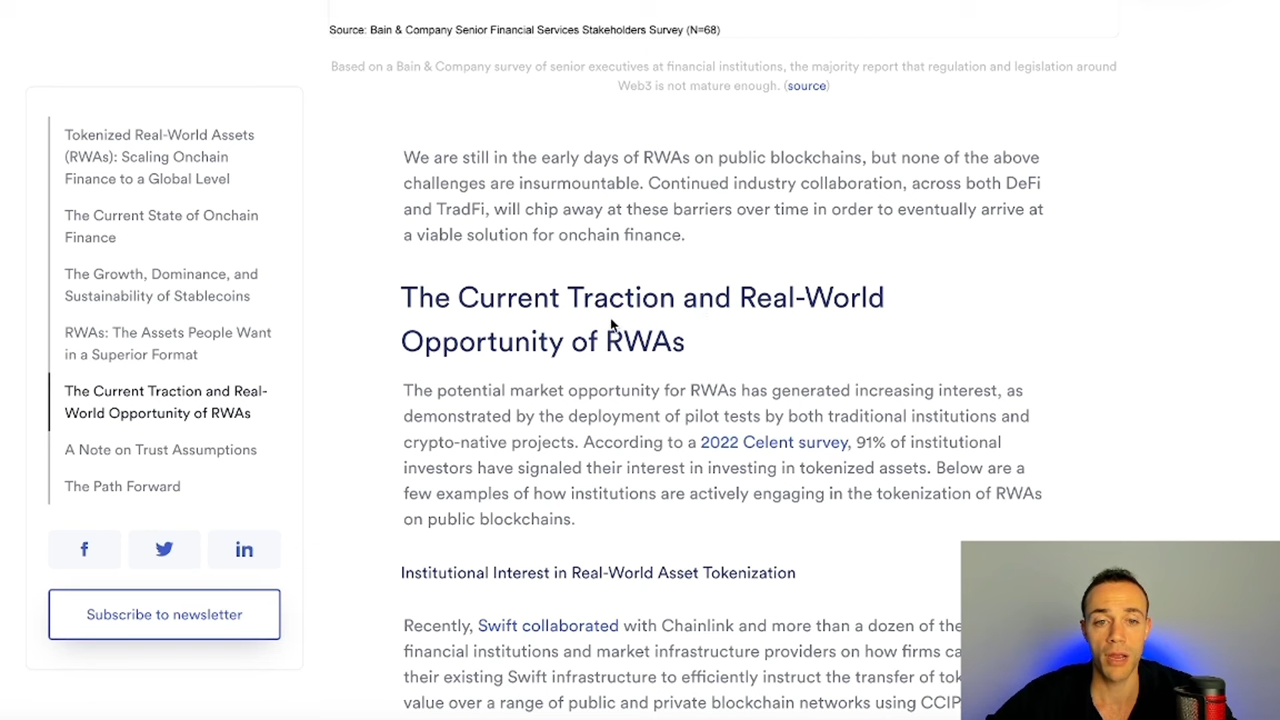 Source: Bain & Company Senior Financial Services Stakeholders Survey (N=68)
Based on a Bain & Company survey of senior executives at financial institutions, the majority report that regulation and legislation around
Web3 is not mature enough. (source)
Tokenized Real-World Assets
(RWAs): Scaling Onchain
Finance to a Global Level
The Current State of Onchain
Finance
The Growth, Dominance, and
Sustainability of Stablecoins
RWAs: The Assets People Want
in a Superior Format
The Current Traction and Real-
World Opportunity of RWAs
A Note on Trust Assumptions
The Path Forward
f
in
Subscribe to newsletter
We are still in the early days of RWAs on public blockchains, but none of the above
challenges are insurmountable. Continued industry collaboration, across both DeFi
and TradFi, will chip away at these barriers over time in order to eventually arrive at
a viable solution for onchain finance.
The Current Traction and Real-World
Opportunity of RWAs
The potential market opportunity for RWAs has generated increasing interest, as
demonstrated by the deployment of pilot tests by both traditional institutions and
crypto-native projects. According to a 2022 Celent survey, 91% of institutional
investors have signaled their interest in investing in tokenized assets. Below are a
few examples of how institutions are actively engaging in the tokenization of RWAs
on public blockchains.
Institutional Interest in Real-World Asset Tokenization
Recently, Swift collaborated with Chainlink and more than a dozen of the
financial institutions and market infrastructure providers on how firms ca
their existing Swift infrastructure to efficiently instruct the transfer of tok
value over a range of public and private blockchain networks using CCIP